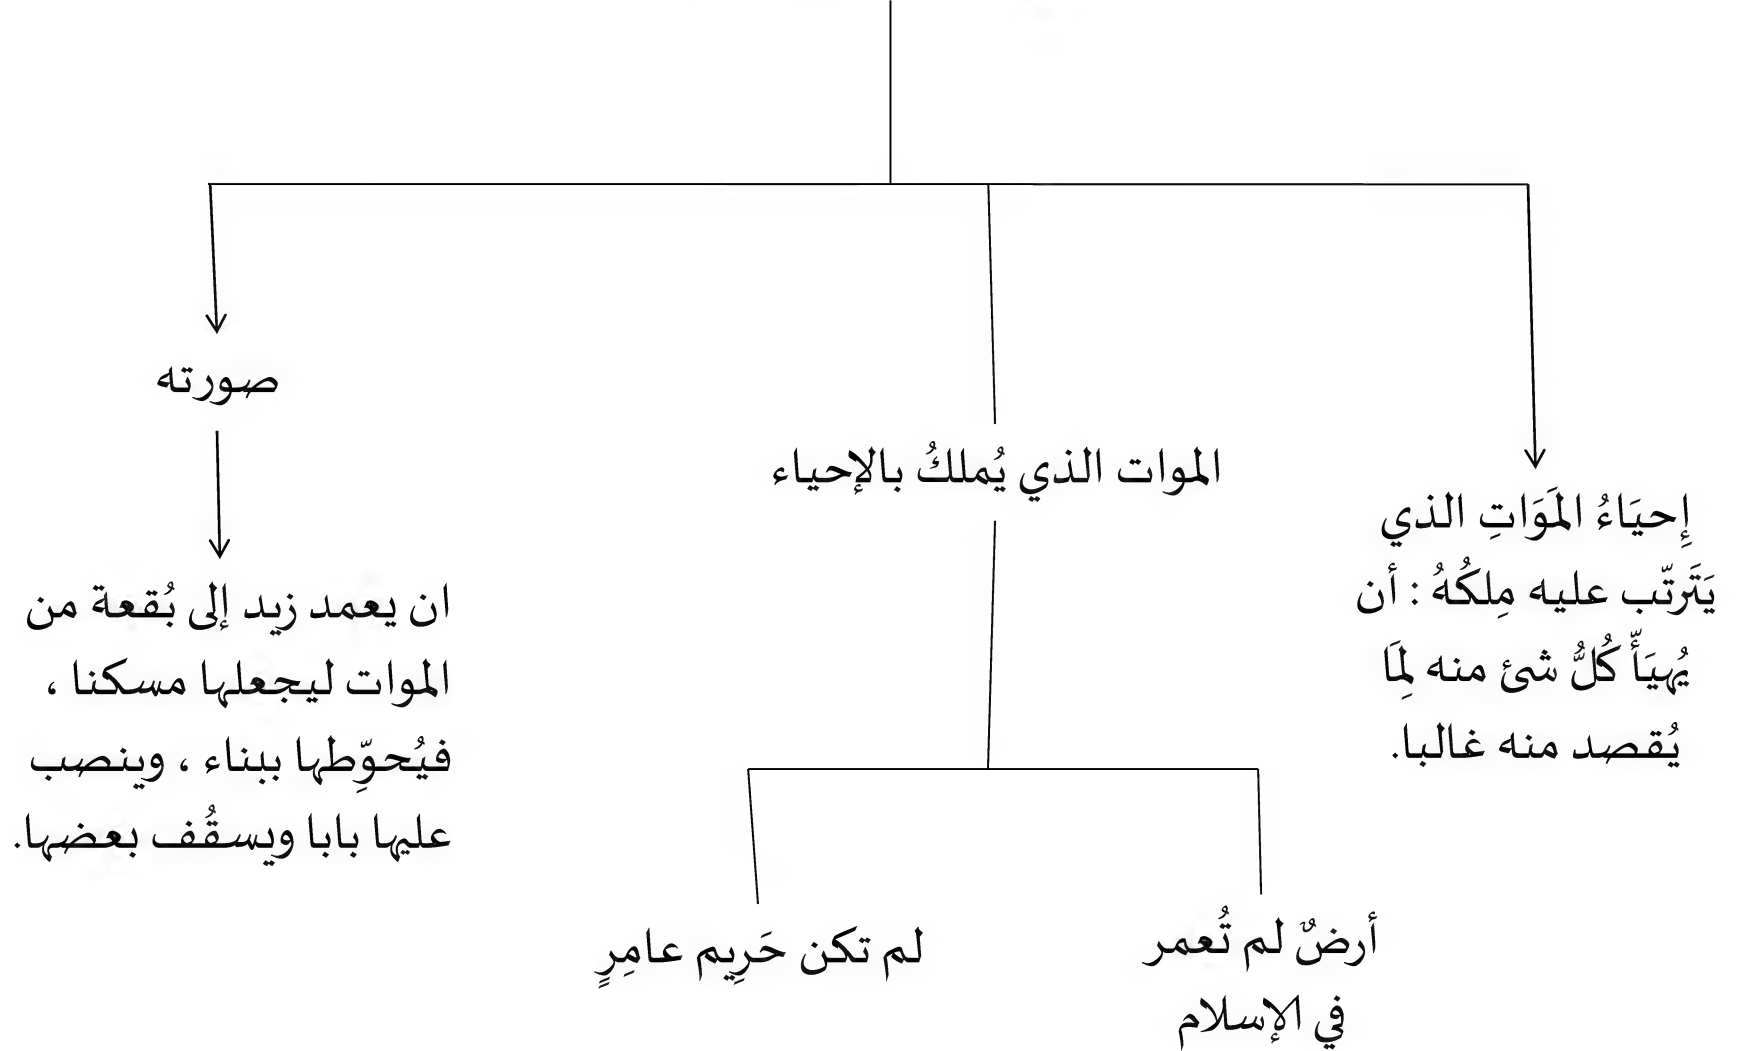 إِحيَاءُ المَوَاتِ الذي
يَتَرتّب عليه مِلكُهُ : أن
يُهيَأّ كُلُّ شئ منه لِمَا
يُقصد منه غالبا.
الموات الذي يُملكُ بالإحياء
أرضٌ لم تُعمر
في الإسلام
لم تكن حَرِيم عامِرٍ
صورته
ان يعمد زيد إلى بُقعة من
الموات ليجعلها مسكنا ،
فيُحوِّطها ببناء ، وينصب
عليها بابا ويسقُف بعضها.